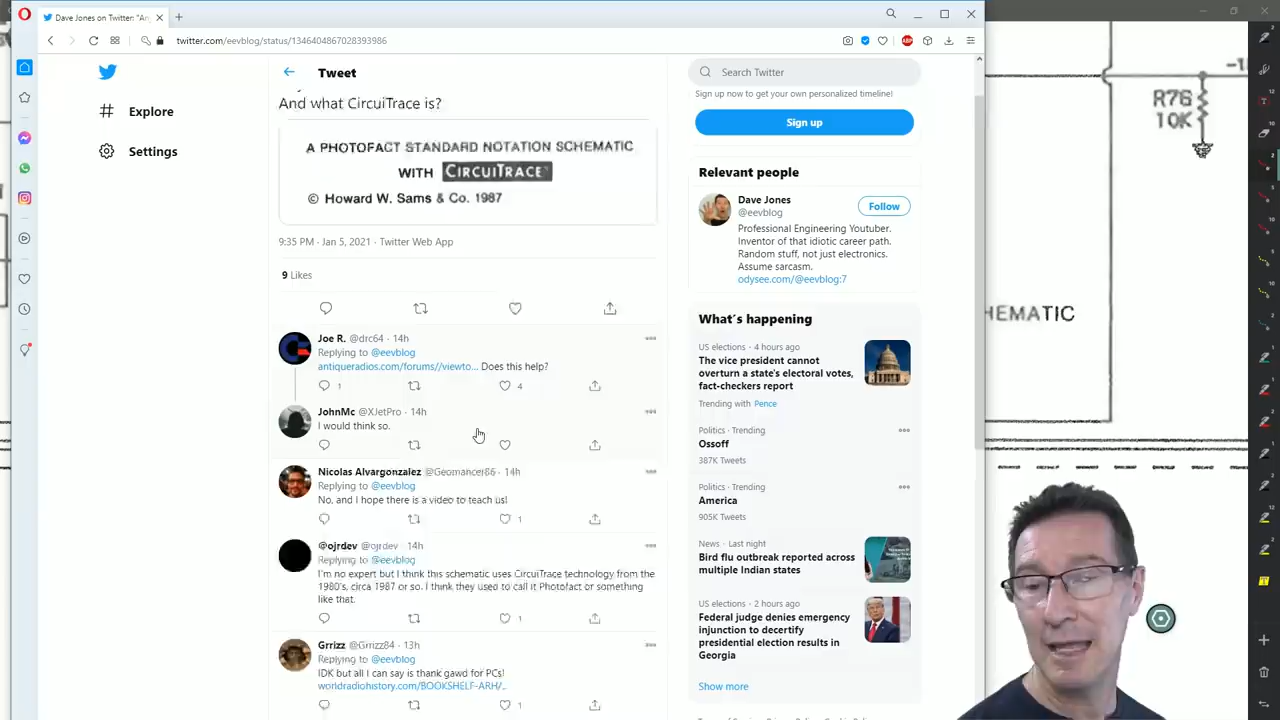 Dave Jones on Twitter: "An
twitter.com/eevblog/status/1346404867028393986
Explore
Settings
Tweet
And what CircuiTrace is?
A PHOTOFACT STANDARD NOTATION SCHEMATIC
WITH CIRCUITRACE
© Howard W. Sams & Co. 1987
9:35 PM · Jan 5, 2021 · Twitter Web App
9 Likes
Joe R. @drc64 · 14h
Replying to @eevblog
antiqueradios.com/forums//viewto... Does this help?
1
4
JohnMc @XJetPro · 14h
I would think so.
Nicolas Alvargonzalez @Geomancer86 · 14h
Replying to @eevblog
No, and I hope there is a video to teach us!
1
@ojrdev @ojrdev · 14h
Replying to @eevblog
I'm no expert but I think this schematic uses CircuiTrace technology from the
1980's, circa 1987 or so. I think they used to call it Photofact or something
like that.
1
Grrizz @Grrizz84 · 13h
Replying to @eevblog
IDK but all I can say is thank gawd for PCs!
worldradiohistory.com/BOOKSHELF-ARH/...
1
Search Twitter
Sign up now to get your own personalized timeline!
Sign up
Relevant people
Dave Jones
@eevblog
Follow
Professional Engineering Youtuber.
Inventor of that idiotic career path.
Random stuff, not just electronics.
Assume sarcasm.
odysee.com/@eevblog:7
What's happening
US elections · 4 hours ago
The vice president cannot
overturn a state's electoral votes,
fact-checkers report
Trending with Pence
Politics · Trending
Ossoff
387K Tweets
Politics · Trending
America
905K Tweets
News · Last night
Bird flu outbreak reported across
multiple Indian states
US elections · 2 hours ago
Federal judge denies emergency
injunction to decertify
presidential election results in
Georgia
Show more
R76
10K
HEMATIC
ABP